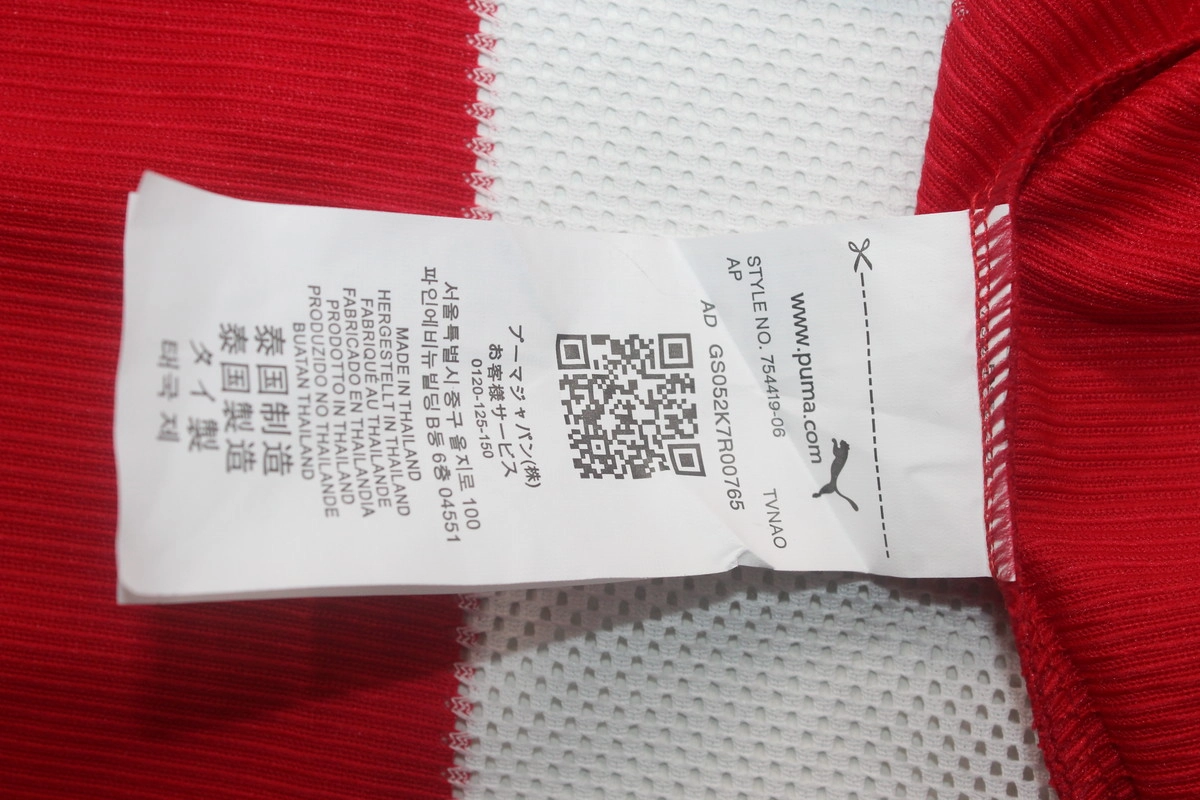 www.puma.com
STYLE NO. 754419-06 TVNAO
AP
AD GS052K7R00765
プーマジャパン(株)
お客様サービス
0120-125-150
서울특별시 중구 을지로 100
파인에비뉴빌딩 B동 6층 04551
MADE IN THAILAND
HERGESTELLT IN THAILAND
FABRIQUÉ AU THAILANDE
FABRICADO EN THAILANDIA
PRODOTTO IN THAILAND
PRODUZIDO NO THAILANDE
BUATAN THAILAND
泰国制造
泰国製造
タイ製
태국 제